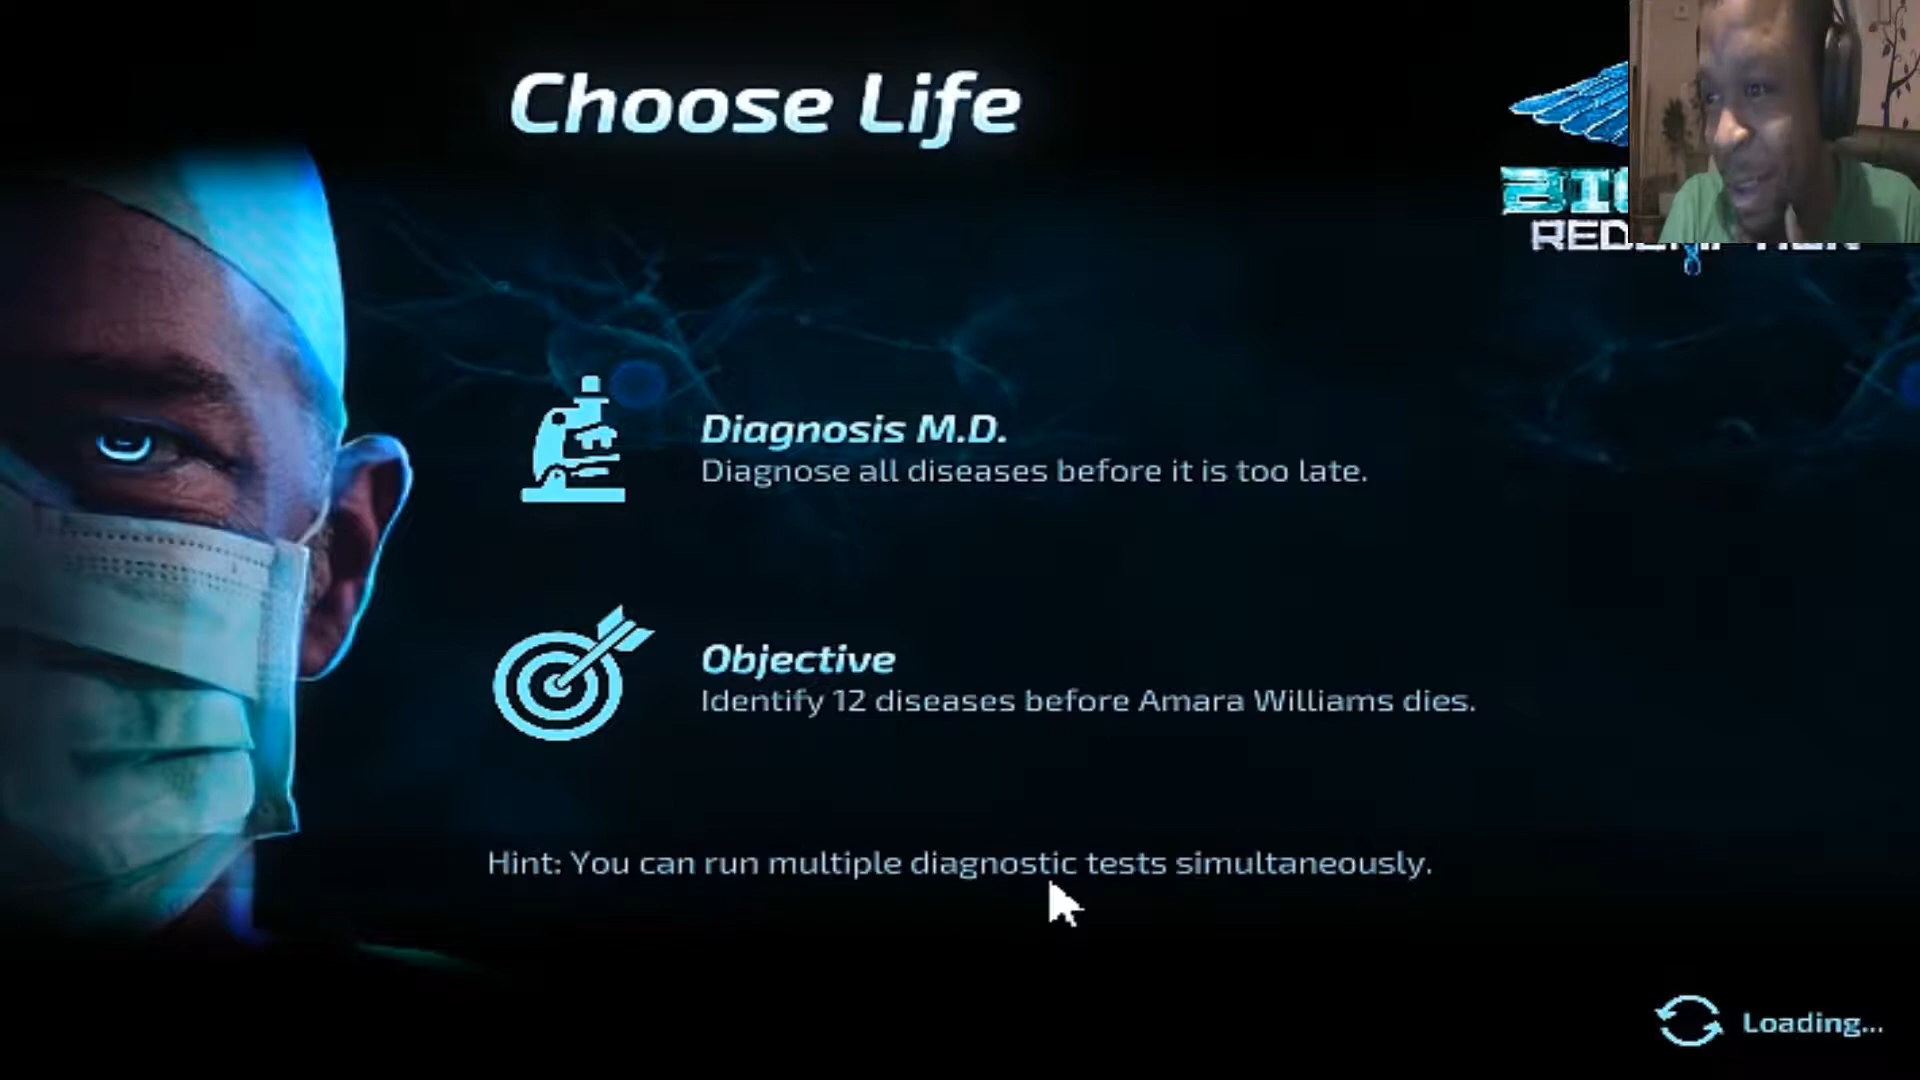 Choose Life
Diagnosis M.D.
Diagnose all diseases before it is too late.
Objective
Identify 12 diseases before Amara Williams dies.
Hint: You can run multiple diagnostic tests simultaneously.
Loading...